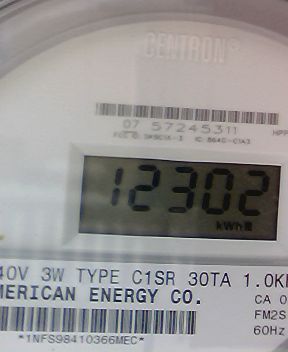 CENTRON®
07 57245311
HPP
12302
kWh
40V 3W TYPE C1SR 30TA 1.0K
MERICAN ENERGY CO.
CA 0
FM2S
60Hz
*1NFS98410366MEC*